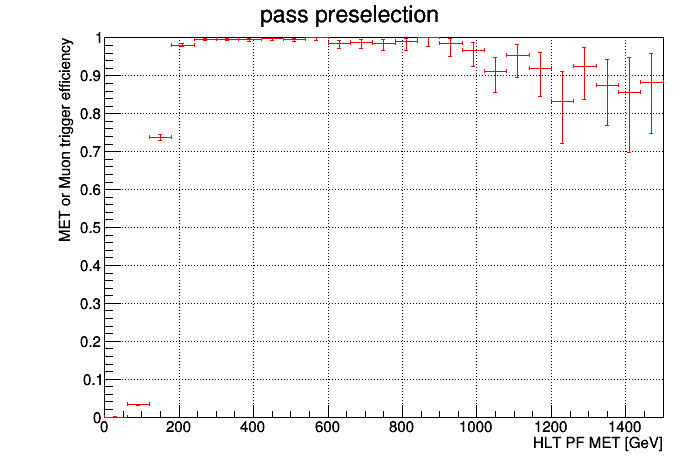 pass preselection
MET or Muon trigger efficiency
1
0.9
0.8
0.7
0.6
0.5
0.4
0.3
0.2
0.1
0
0 200 400 600 800 1000 1200 1400
HLT PF MET [GeV]